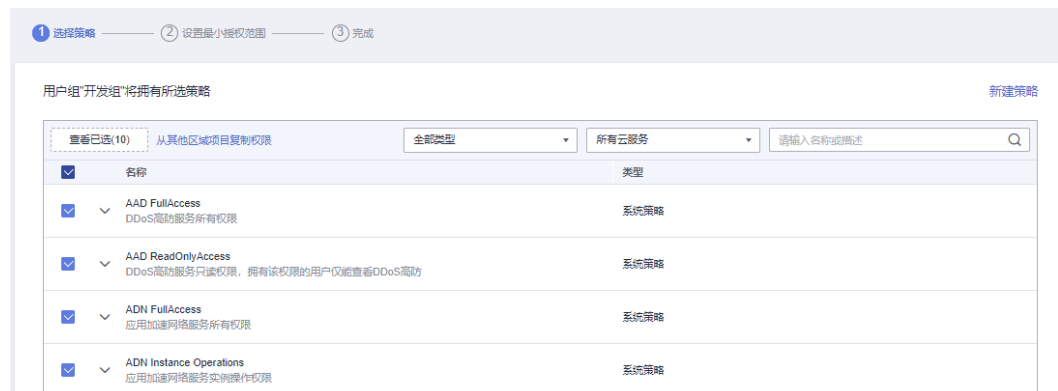 1 选择策略 2 设置最小授权范围 3 完成
用户组"开发组"将拥有所选策略 新建策略
查看已选(10) 从其他区域项目复制权限 全部类型 所有云服务 请输入名称或描述
名称 类型
AAD FullAccess
DDoS高防服务所有权限
系统策略
AAD ReadOnlyAccess
DDoS高防服务只读权限，拥有该权限的用户仅能查看DDoS高防
系统策略
ADN FullAccess
应用加速网络服务所有权限
系统策略
ADN Instance Operations
应用加速网络服务实例操作权限
系统策略